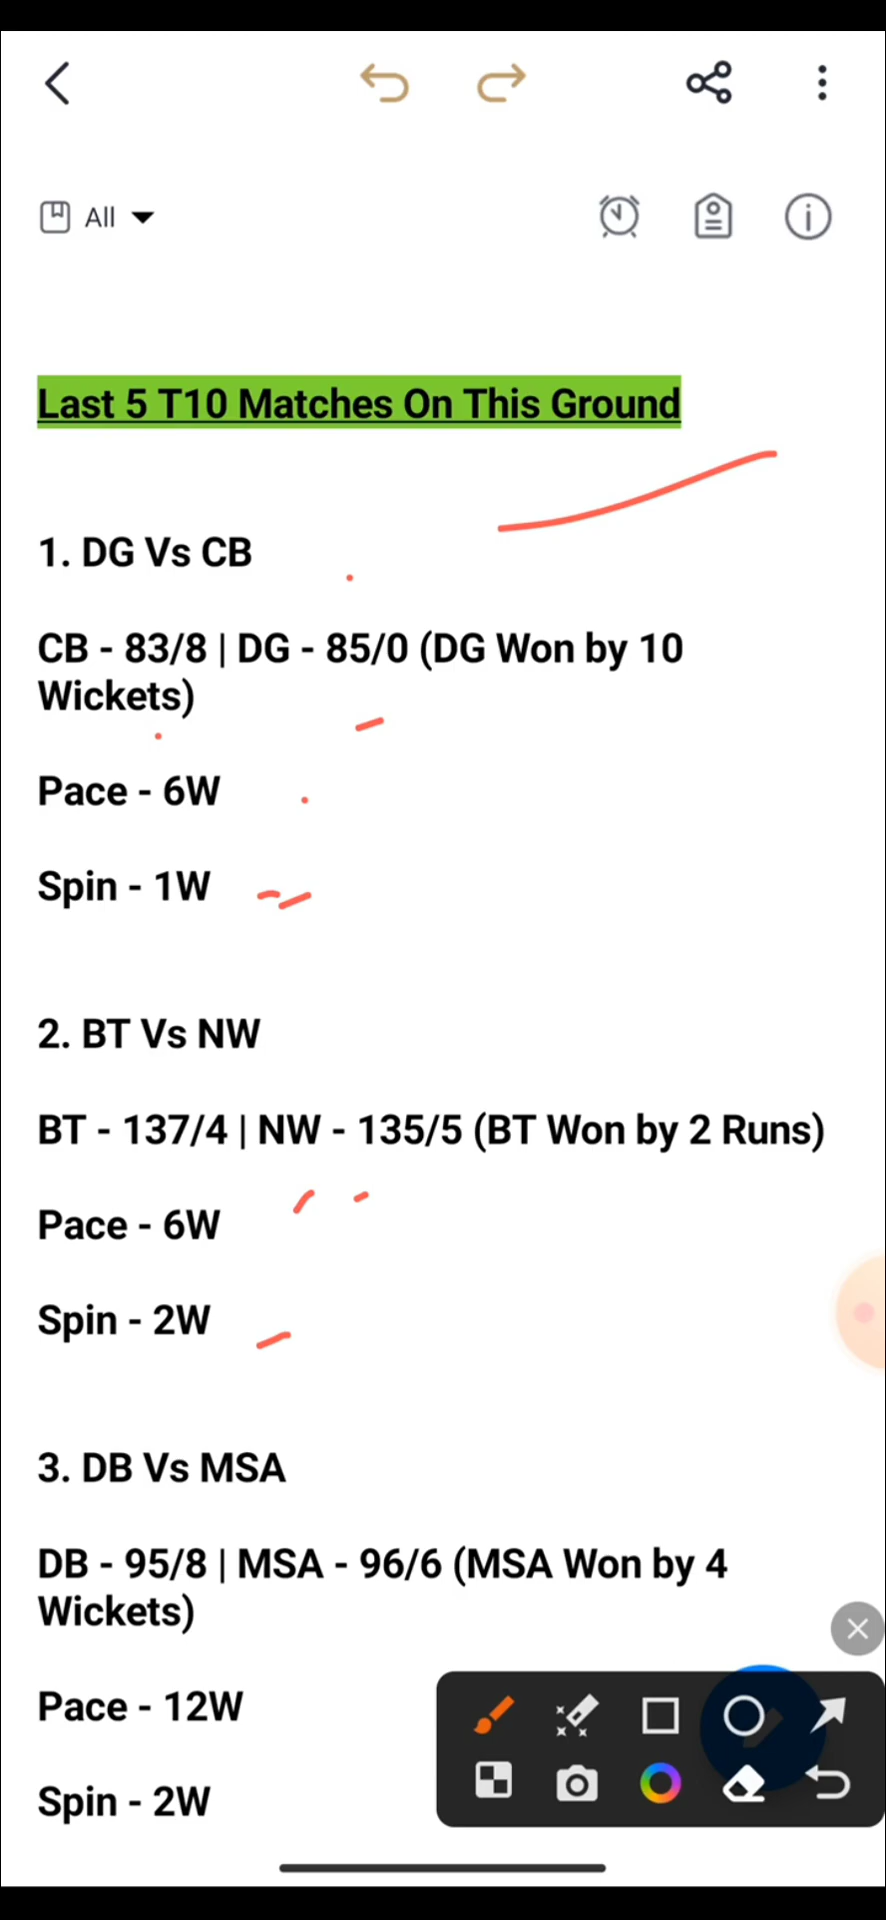 All
Last 5 T10 Matches On This Ground
1. DG Vs CB
CB - 83/8 | DG - 85/0 (DG Won by 10
Wickets)
Pace - 6W
Spin - 1W
2. BT Vs NW
BT - 137/4 | NW - 135/5 (BT Won by 2 Runs)
Pace - 6W
Spin - 2W
3. DB Vs MSA
DB - 95/8 | MSA - 96/6 (MSA Won by 4
Wickets)
Pace - 12W
Spin - 2W